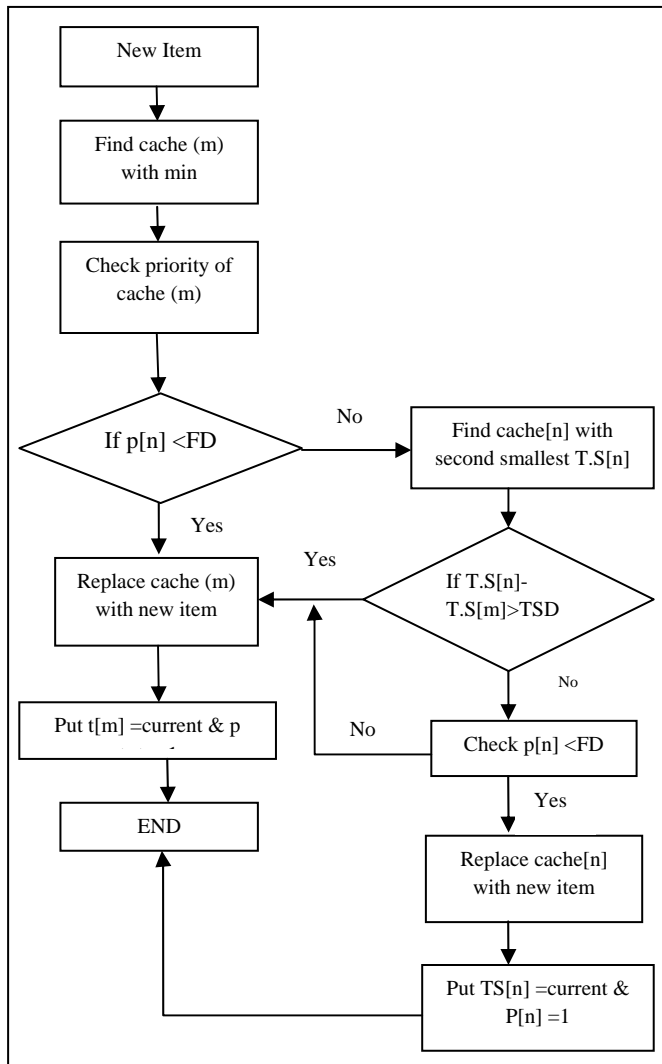 New Item
Find cache (m)
with min
Check priority of
cache (m)
If p[n] <FD
No
Find cache[n] with
second smallest T.S[n]
Yes
Replace cache (m)
with new item
Yes
If T.S[n]-
T.S[m]>TSD
No
Put t[m] =current & p
No
Check p[n] <FD
END
Yes
Replace cache[n]
with new item
Put TS[n] =current &
P[n] =1